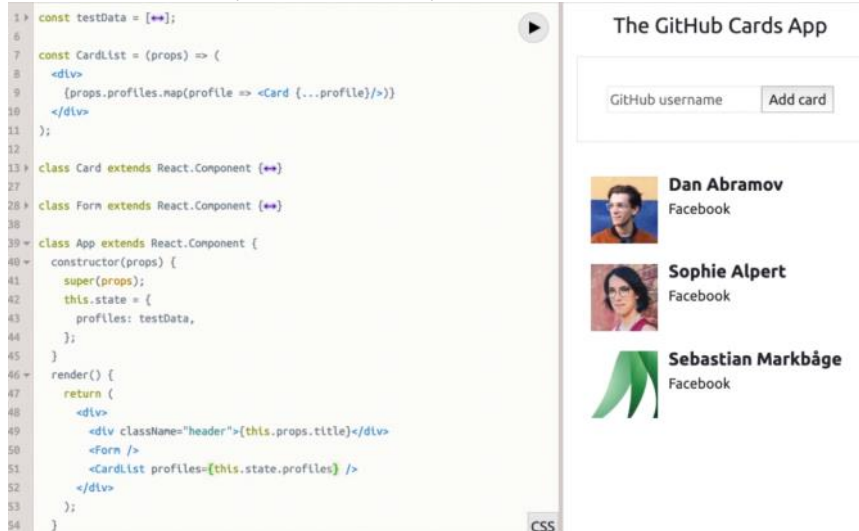 1 const testData = [↔];
6
7 const CardList = (props) => (
8 <div>
9 {props.profiles.map(profile => <Card {...profile}/>)}
10 </div>
11 );
12
13 class Card extends React.Component {↔}
27
28 class Form extends React.Component {↔}
38
39 class App extends React.Component {
40 constructor(props) {
41 super(props);
42 this.state = {
43 profiles: testData,
44 };
45 }
46 render() {
47 return (
48 <div>
49 <div className="header">{this.props.title}</div>
50 <Form />
51 <CardList profiles={this.state.profiles} />
52 </div>
53 );
54 }
CSS
The GitHub Cards App
GitHub username Add card
Dan Abramov
Facebook
Sophie Alpert
Facebook
Sebastian Markbåge
Facebook